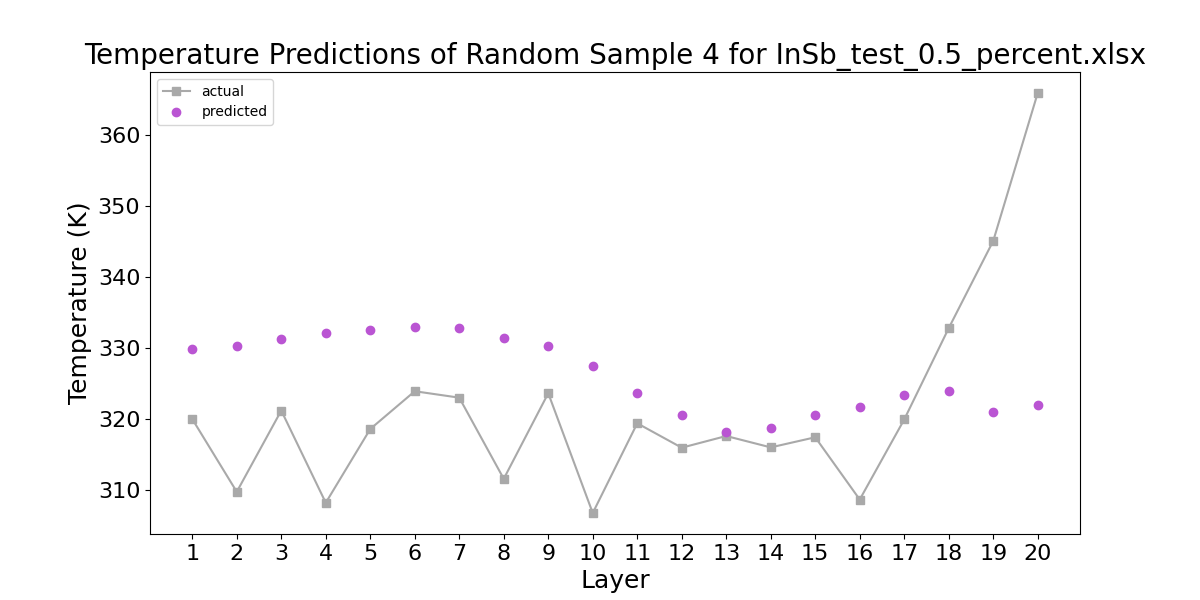 Temperature Predictions of Random Sample 4 for InSb_test_0.5_percent.xlsx
actual
predicted
Temperature (K)
360
350
340
330
320
310
1 2 3 4 5 6 7 8 9 10 11 12 13 14 15 16 17 18 19 20
Layer